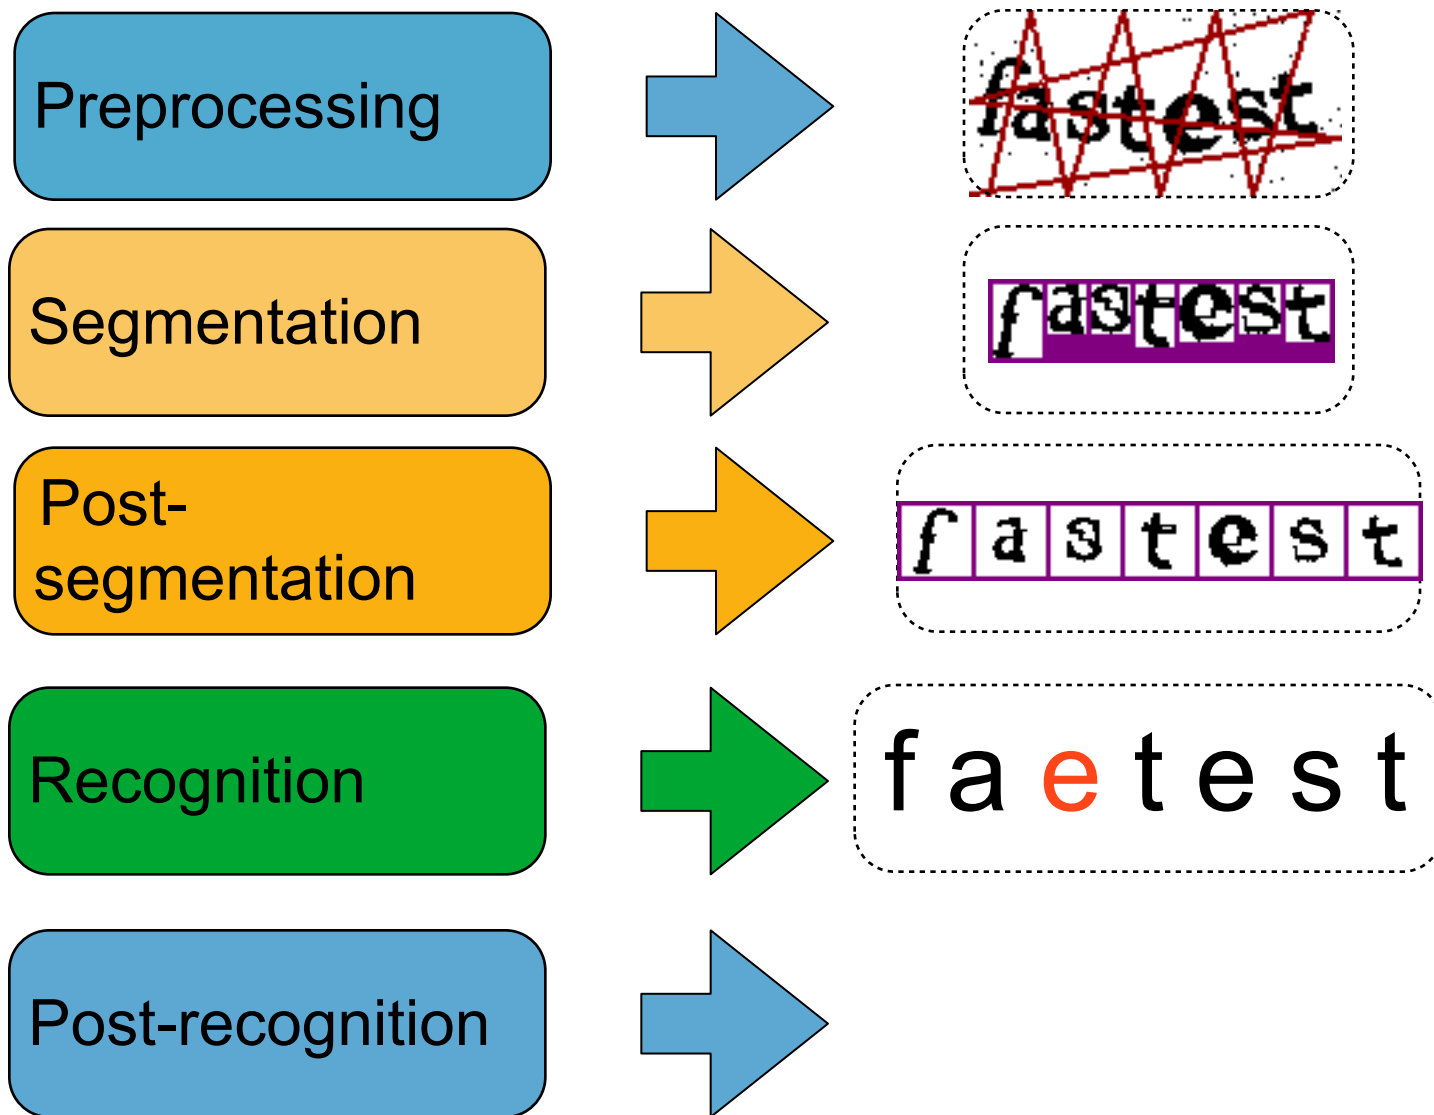 Preprocessing
fastest
Segmentation
fastest
Post-
segmentation
f a s t e s t
Recognition
f a e t e s t
Post-recognition